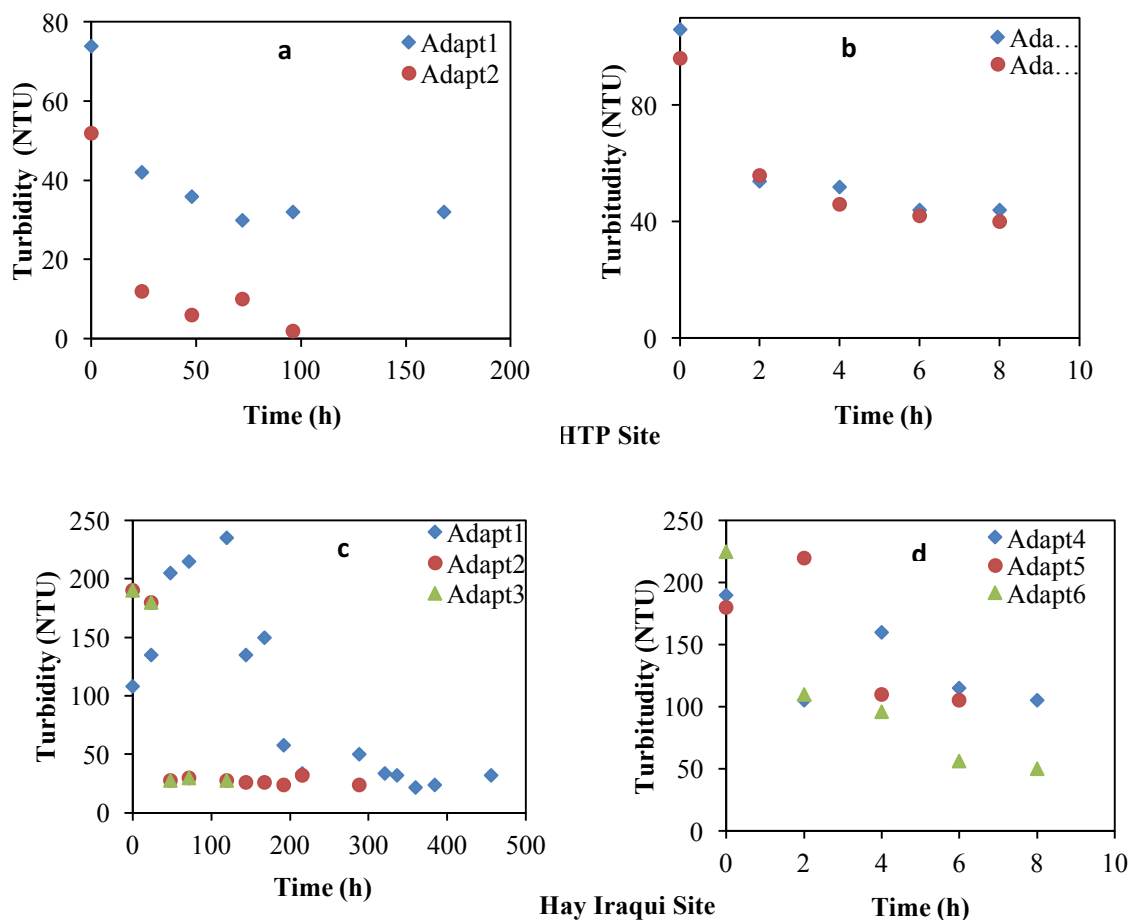 80
60
40
20
0
Turbidity (NTU)
a
Adapt1
Adapt2
0 50 100 150 200
Time (h)
80
40
0
Turbitudity (NTU)
b
Ada…
Ada…
0 2 4 6 8 10
Time (h)
HTP Site
250
200
150
100
50
0
Turbidity (NTU)
c
Adapt1
Adapt2
Adapt3
0 100 200 300 400 500
Time (h)
250
200
150
100
50
0
Turbitudity (NTU)
d
Adapt4
Adapt5
Adapt6
0 2 4 6 8 10
Time (h)
Hay Iraqui Site